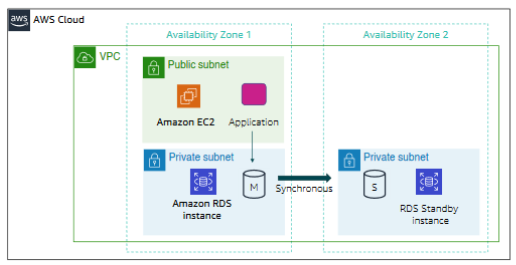 aws
AWS Cloud
Availability Zone 1
Availability Zone 2
VPC
Public subnet
Amazon EC2
Application
Private subnet
Private subnet
M
Synchronous
S
Amazon RDS
instance
RDS Standby
instance